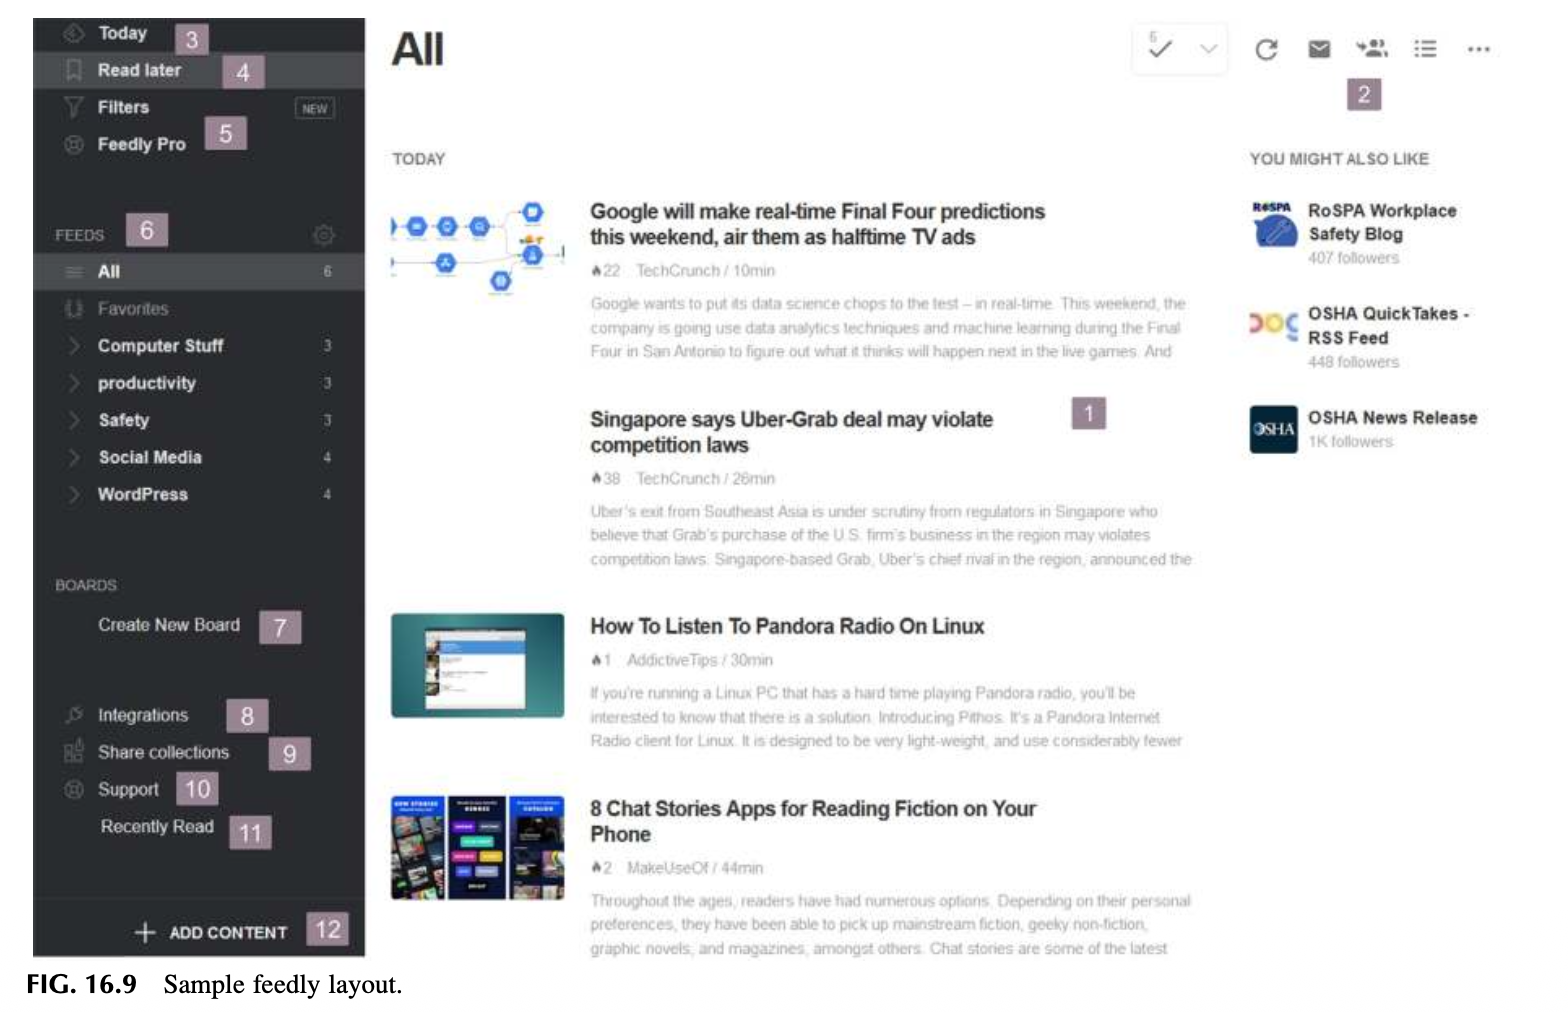 Today
3
Read later
4
Filters
NEW
5
Feedly Pro
FEEDS
6
All
6
Favorites
Computer Stuff
3
productivity
3
Safety
3
Social Media
4
WordPress
4
BOARDS
Create New Board
7
Integrations
8
Share collections
9
Support
10
Recently Read
11
ADD CONTENT
12
All
6
2
TODAY
Google will make real-time Final Four predictions
this weekend, air them as halftime TV ads
22 TechCrunch / 10min
Google wants to put its data science chops to the test – in real-time. This weekend, the
company is going use data analytics techniques and machine learning during the Final
Four in San Antonio to figure out what it thinks will happen next in the live games. And
Singapore says Uber-Grab deal may violate
competition laws
1
38 TechCrunch / 26min
Uber's exit from Southeast Asia is under scrutiny from regulators in Singapore who
believe that Grab's purchase of the U.S. firm's business in the region may violates
competition laws. Singapore-based Grab, Uber's chief rival in the region, announced the
How To Listen To Pandora Radio On Linux
1 AddictiveTips / 30min
If you're running a Linux PC that has a hard time playing Pandora radio, you'll be
interested to know that there is a solution. Introducing Pithos. It's a Pandora Internet
Radio client for Linux. It is designed to be very light-weight, and use considerably fewer
8 Chat Stories Apps for Reading Fiction on Your
Phone
2 MakeUseOf / 44min
Throughout the ages, readers have had numerous options. Depending on their personal
preferences, they have been able to pick up mainstream fiction, geeky non-fiction,
graphic novels, and magazines, amongst others. Chat stories are some of the latest
YOU MIGHT ALSO LIKE
RoSPA
RoSPA Workplace
Safety Blog
407 followers
OSHA QuickTakes -
RSS Feed
448 followers
OSHA
OSHA News Release
1K followers
FIG. 16.9 Sample feedly layout.